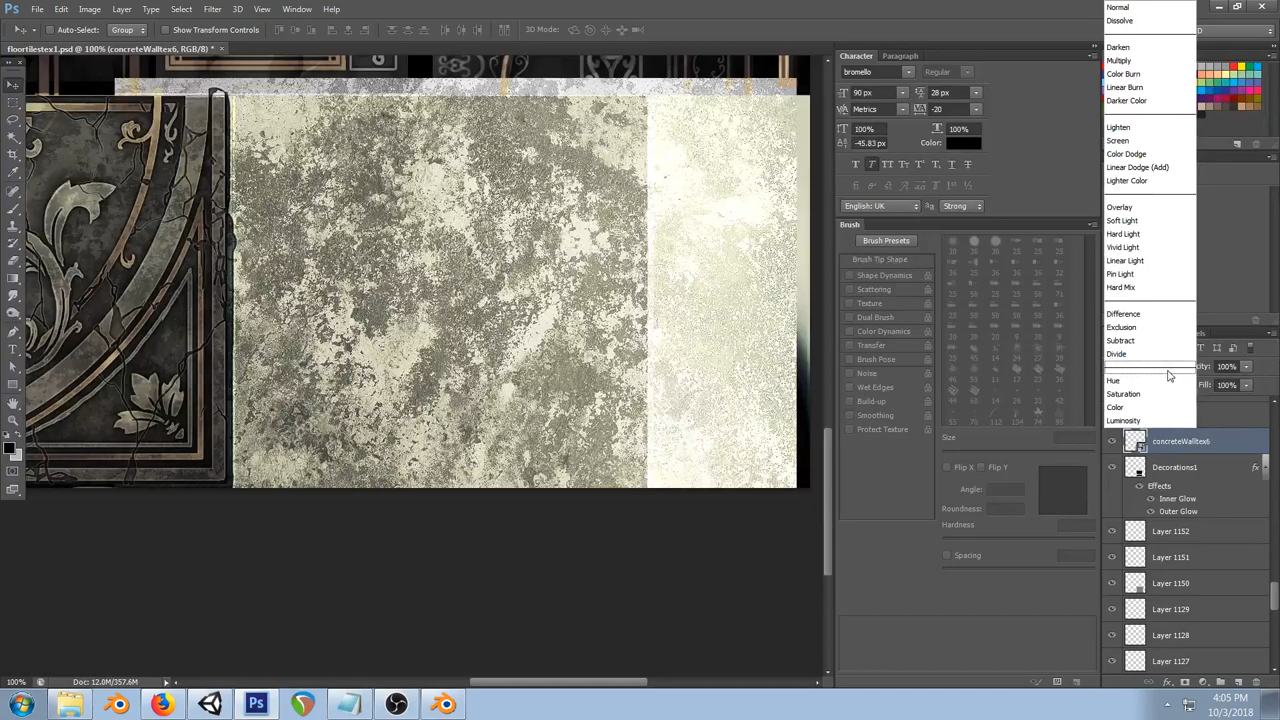 Ps File Edit Image Layer Type Select Filter 3D View Window Help
Auto-Select: Group Show Transform Controls 3D Mode:
floortilestex1.psd @ 100% (concreteWalltex6, RGB/8) *
Character Paragraph
bromello Regular
90 px 28 px
Metrics -20
100% 100%
-45.83 px Color:
English: UK Strong
Brush
Brush Presets
Brush Tip Shape
Shape Dynamics
Scattering
Texture
Dual Brush
Color Dynamics
Transfer
Brush Pose
Noise
Wet Edges
Build-up
Smoothing
Protect Texture
Size
Flip X Flip Y
Angle:
Roundness:
Hardness
Spacing
Normal
Dissolve
Darken
Multiply
Color Burn
Linear Burn
Darker Color
Lighten
Screen
Color Dodge
Linear Dodge (Add)
Lighter Color
Overlay
Soft Light
Hard Light
Vivid Light
Linear Light
Pin Light
Hard Mix
Difference
Exclusion
Subtract
Divide
Hue
Saturation
Color
Luminosity
100%
Fill: 100%
concreteWalltex6
Decorations1 fx
Effects
Inner Glow
Outer Glow
Layer 1152
Layer 1151
Layer 1150
Layer 1129
Layer 1128
Layer 1127
100% Doc: 12.0M/357.6M
Ps
4:05 PM
10/3/2018